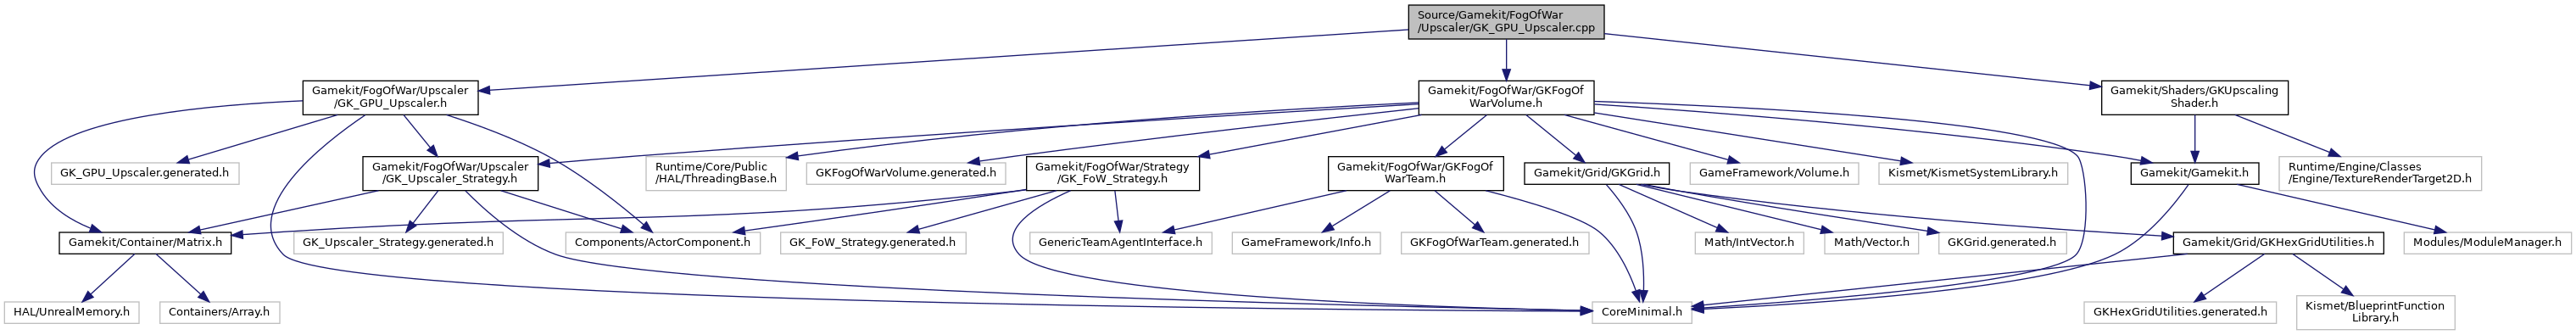 Source/Gamekit/FogOfWar
/Upscaler/GK_GPU_Upscaler.cpp
Gamekit/FogOfWar/Upscaler
/GK_GPU_Upscaler.h
Gamekit/FogOfWar/GKFogOf
WarVolume.h
Gamekit/Shaders/GKUpscaling
Shader.h
GK_GPU_Upscaler.generated.h
Gamekit/FogOfWar/Upscaler
/GK_Upscaler_Strategy.h
Runtime/Core/Public
/HAL/ThreadingBase.h
GKFogOfWarVolume.generated.h
Gamekit/FogOfWar/Strategy
/GK_FoW_Strategy.h
Gamekit/FogOfWar/GKFogOf
WarTeam.h
Gamekit/Grid/GKGrid.h
GameFramework/Volume.h
Kismet/KismetSystemLibrary.h
Gamekit/Gamekit.h
Runtime/Engine/Classes
/Engine/TextureRenderTarget2D.h
Gamekit/Container/Matrix.h
GK_Upscaler_Strategy.generated.h
Components/ActorComponent.h
GK_FoW_Strategy.generated.h
GenericTeamAgentInterface.h
GameFramework/Info.h
GKFogOfWarTeam.generated.h
Math/IntVector.h
Math/Vector.h
GKGrid.generated.h
Gamekit/Grid/GKHexGridUtilities.h
Modules/ModuleManager.h
HAL/UnrealMemory.h
Containers/Array.h
CoreMinimal.h
GKHexGridUtilities.generated.h
Kismet/BlueprintFunction
Library.h